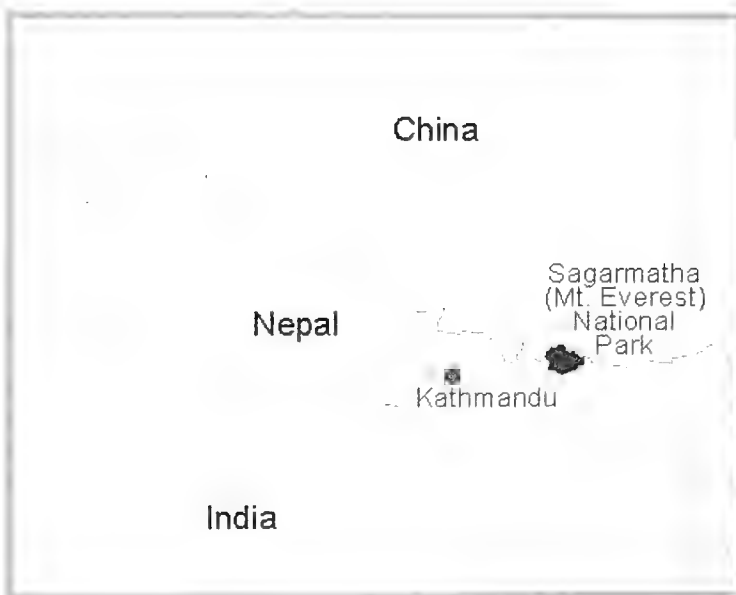 China
Sagarmatha
(Mt. Everest)
National
Park
Nepal
Kathmandu
India